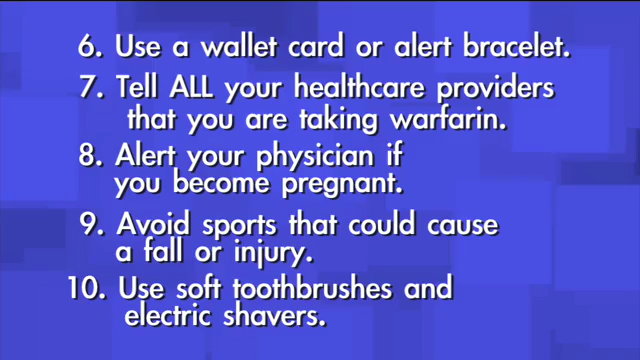 6. Use a wallet card or alert bracelet.
7. Tell ALL your healthcare providers
that you are taking warfarin.
8. Alert your physician if
you become pregnant.
9. Avoid sports that could cause
a fall or injury.
10. Use soft toothbrushes and
electric shavers.